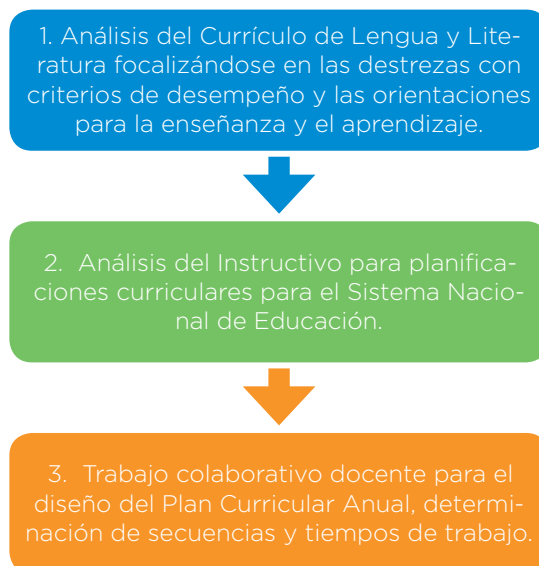 1. Análisis del Currículo de Lengua y Lite-
ratura focalizándose en las destrezas con
criterios de desempeño y las orientaciones
para la enseñanza y el aprendizaje.
2. Análisis del Instructivo para planifica-
ciones curriculares para el Sistema Nacio-
nal de Educación.
3. Trabajo colaborativo docente para el
diseño del Plan Curricular Anual, determi-
nación de secuencias y tiempos de trabajo.